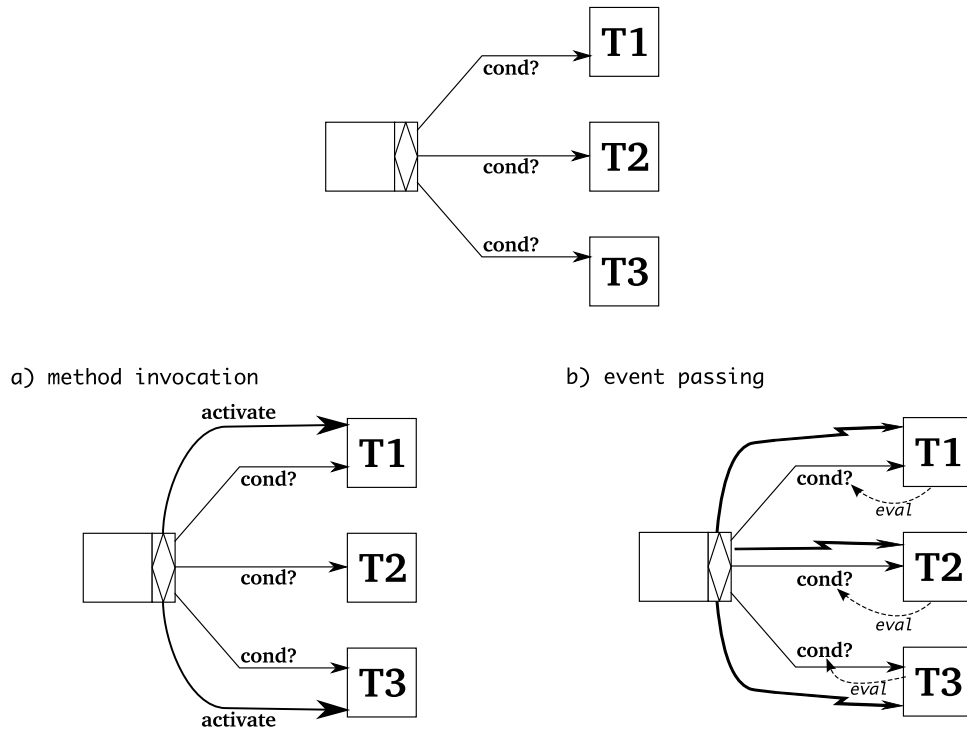 T1
cond?
T2
cond?
cond?
T3
a) method invocation
activate
T1
cond?
T2
cond?
cond?
T3
activate
b) event passing
T1
cond?
eval
T2
cond?
eval
cond?
T3
eval